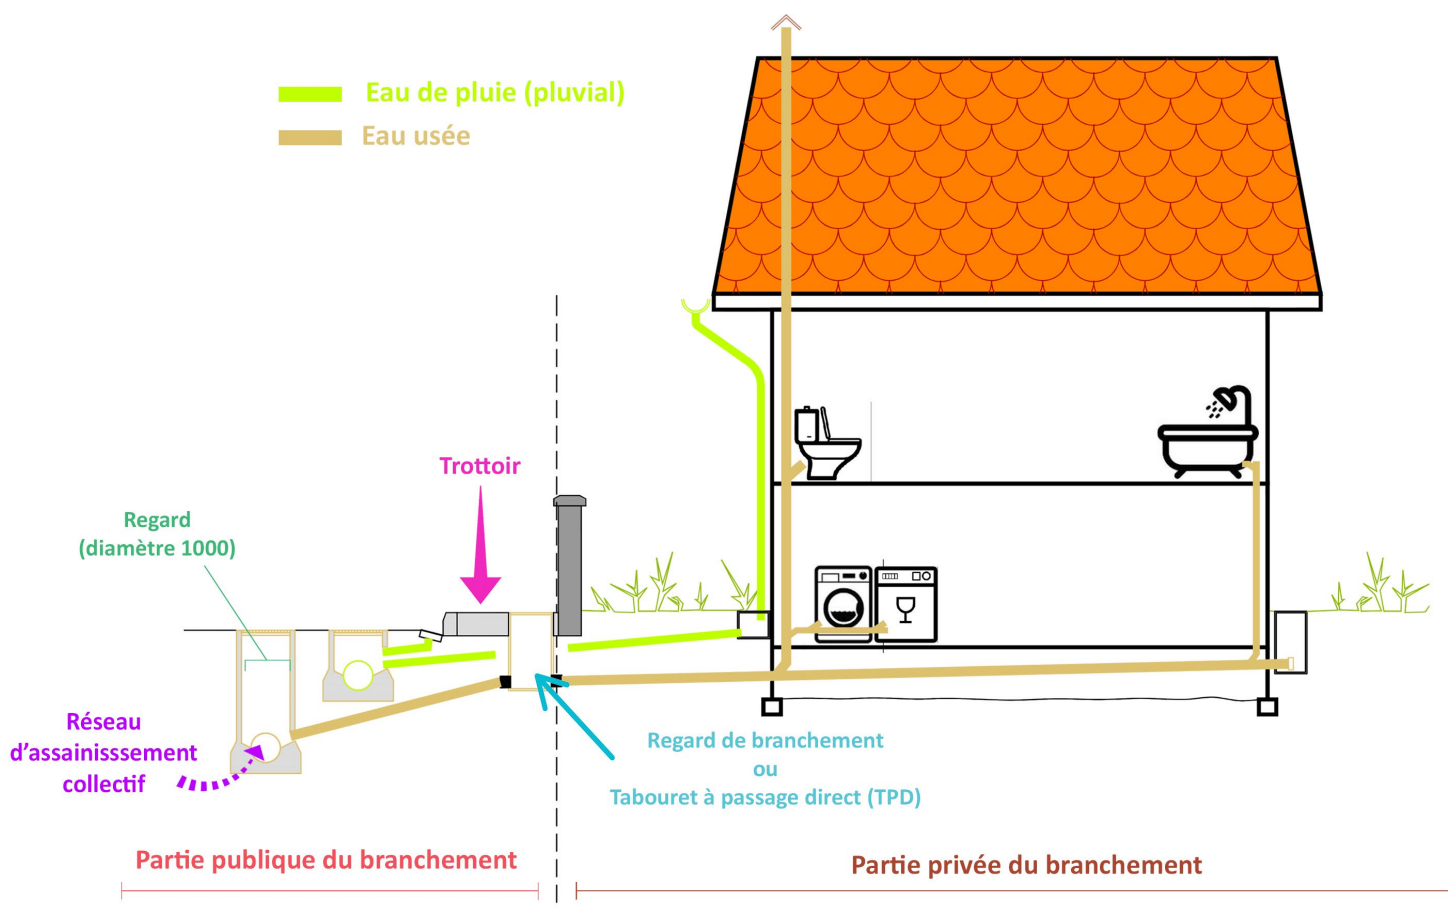 Eau de pluie (pluvial)
Eau usée
Trottoir
Regard
(diamètre 1000)
Réseau
d'assainisssement
collectif
Regard de branchement
ou
Tabouret à passage direct (TPD)
Partie publique du branchement
Partie privée du branchement